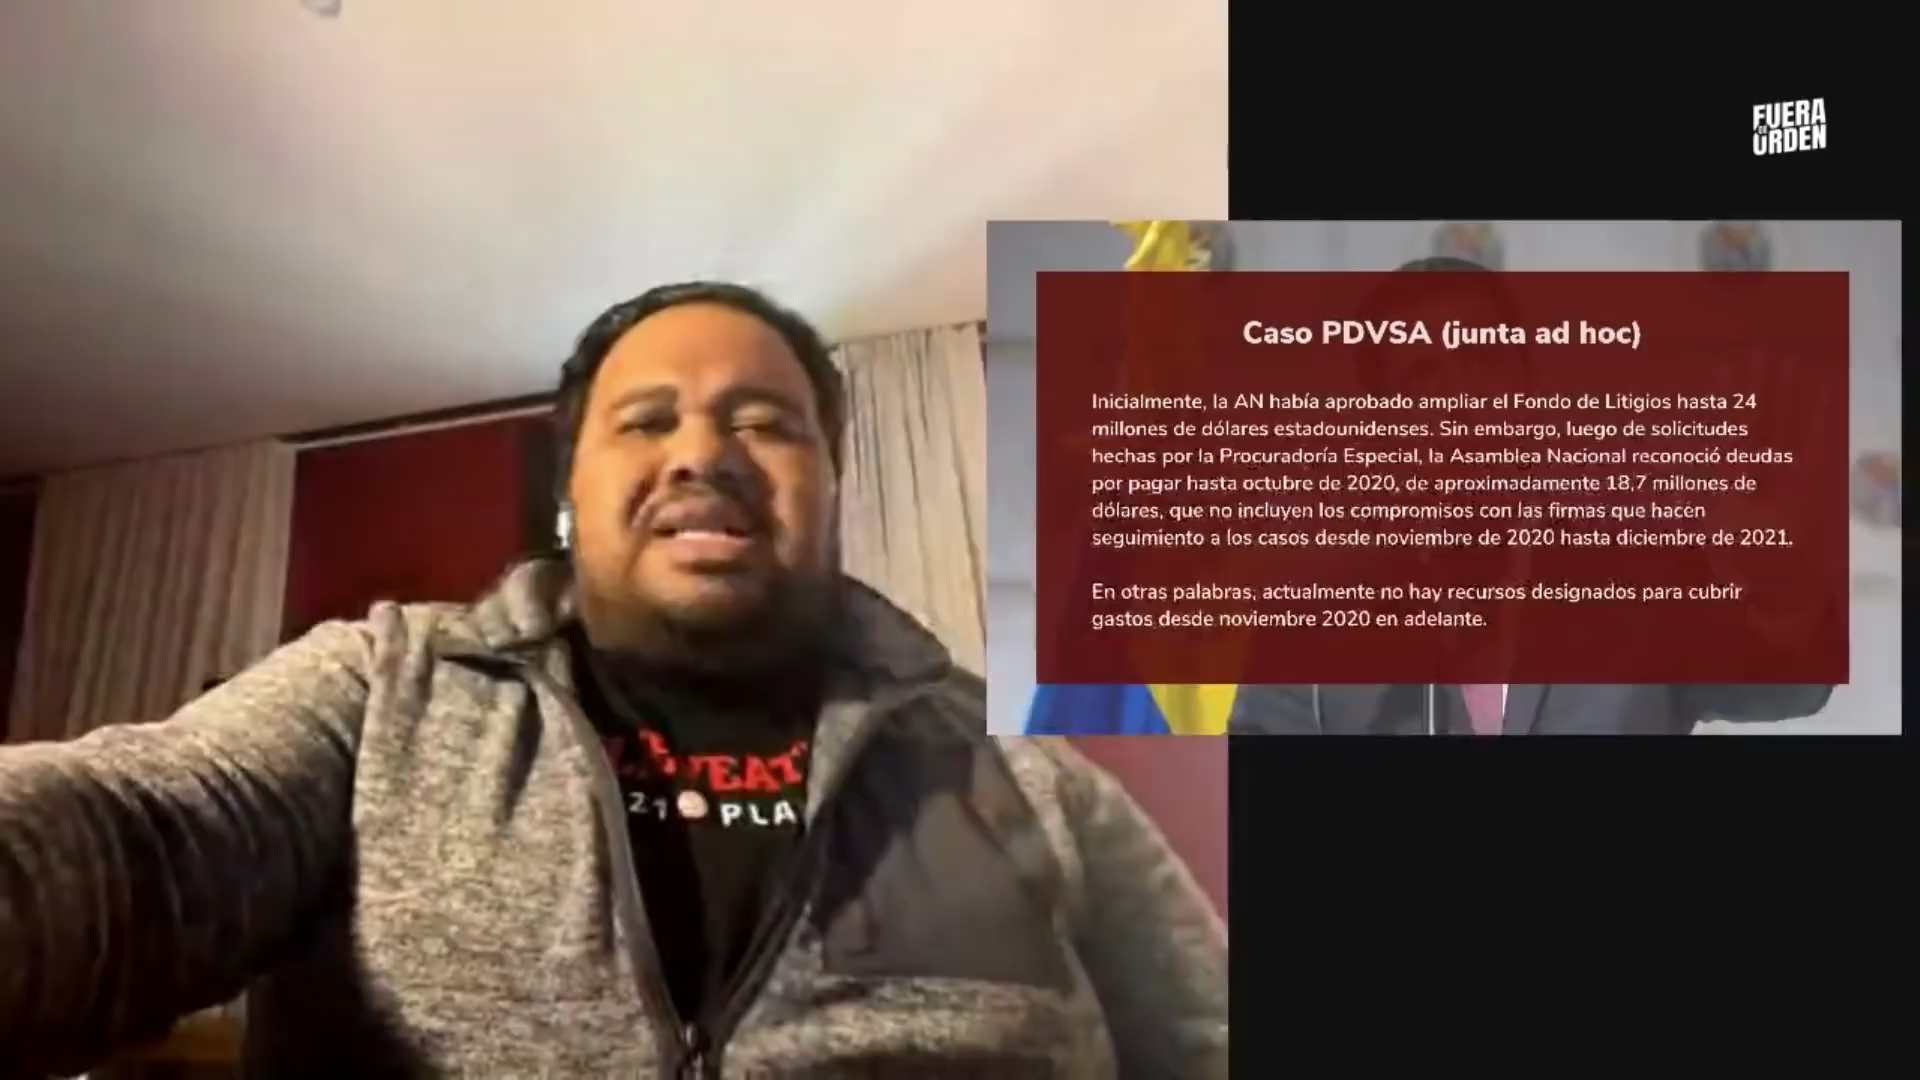 FUERA
DE
ORDEN
Caso PDVSA (junta ad hoc)
Inicialmente, la AN había aprobado ampliar el Fondo de Litigios hasta 24
millones de dólares estadounidenses. Sin embargo, luego de solicitudes
hechas por la Procuradoría Especial, la Asamblea Nacional reconoció deudas
por pagar hasta octubre de 2020, de aproximadamente 18,7 millones de
dólares, que no incluyen los compromisos con las firmas que hacen
seguimiento a los casos desde noviembre de 2020 hasta diciembre de 2021.
En otras palabras, actualmente no hay recursos designados para cubrir
gastos desde noviembre 2020 en adelante.
21 PLA